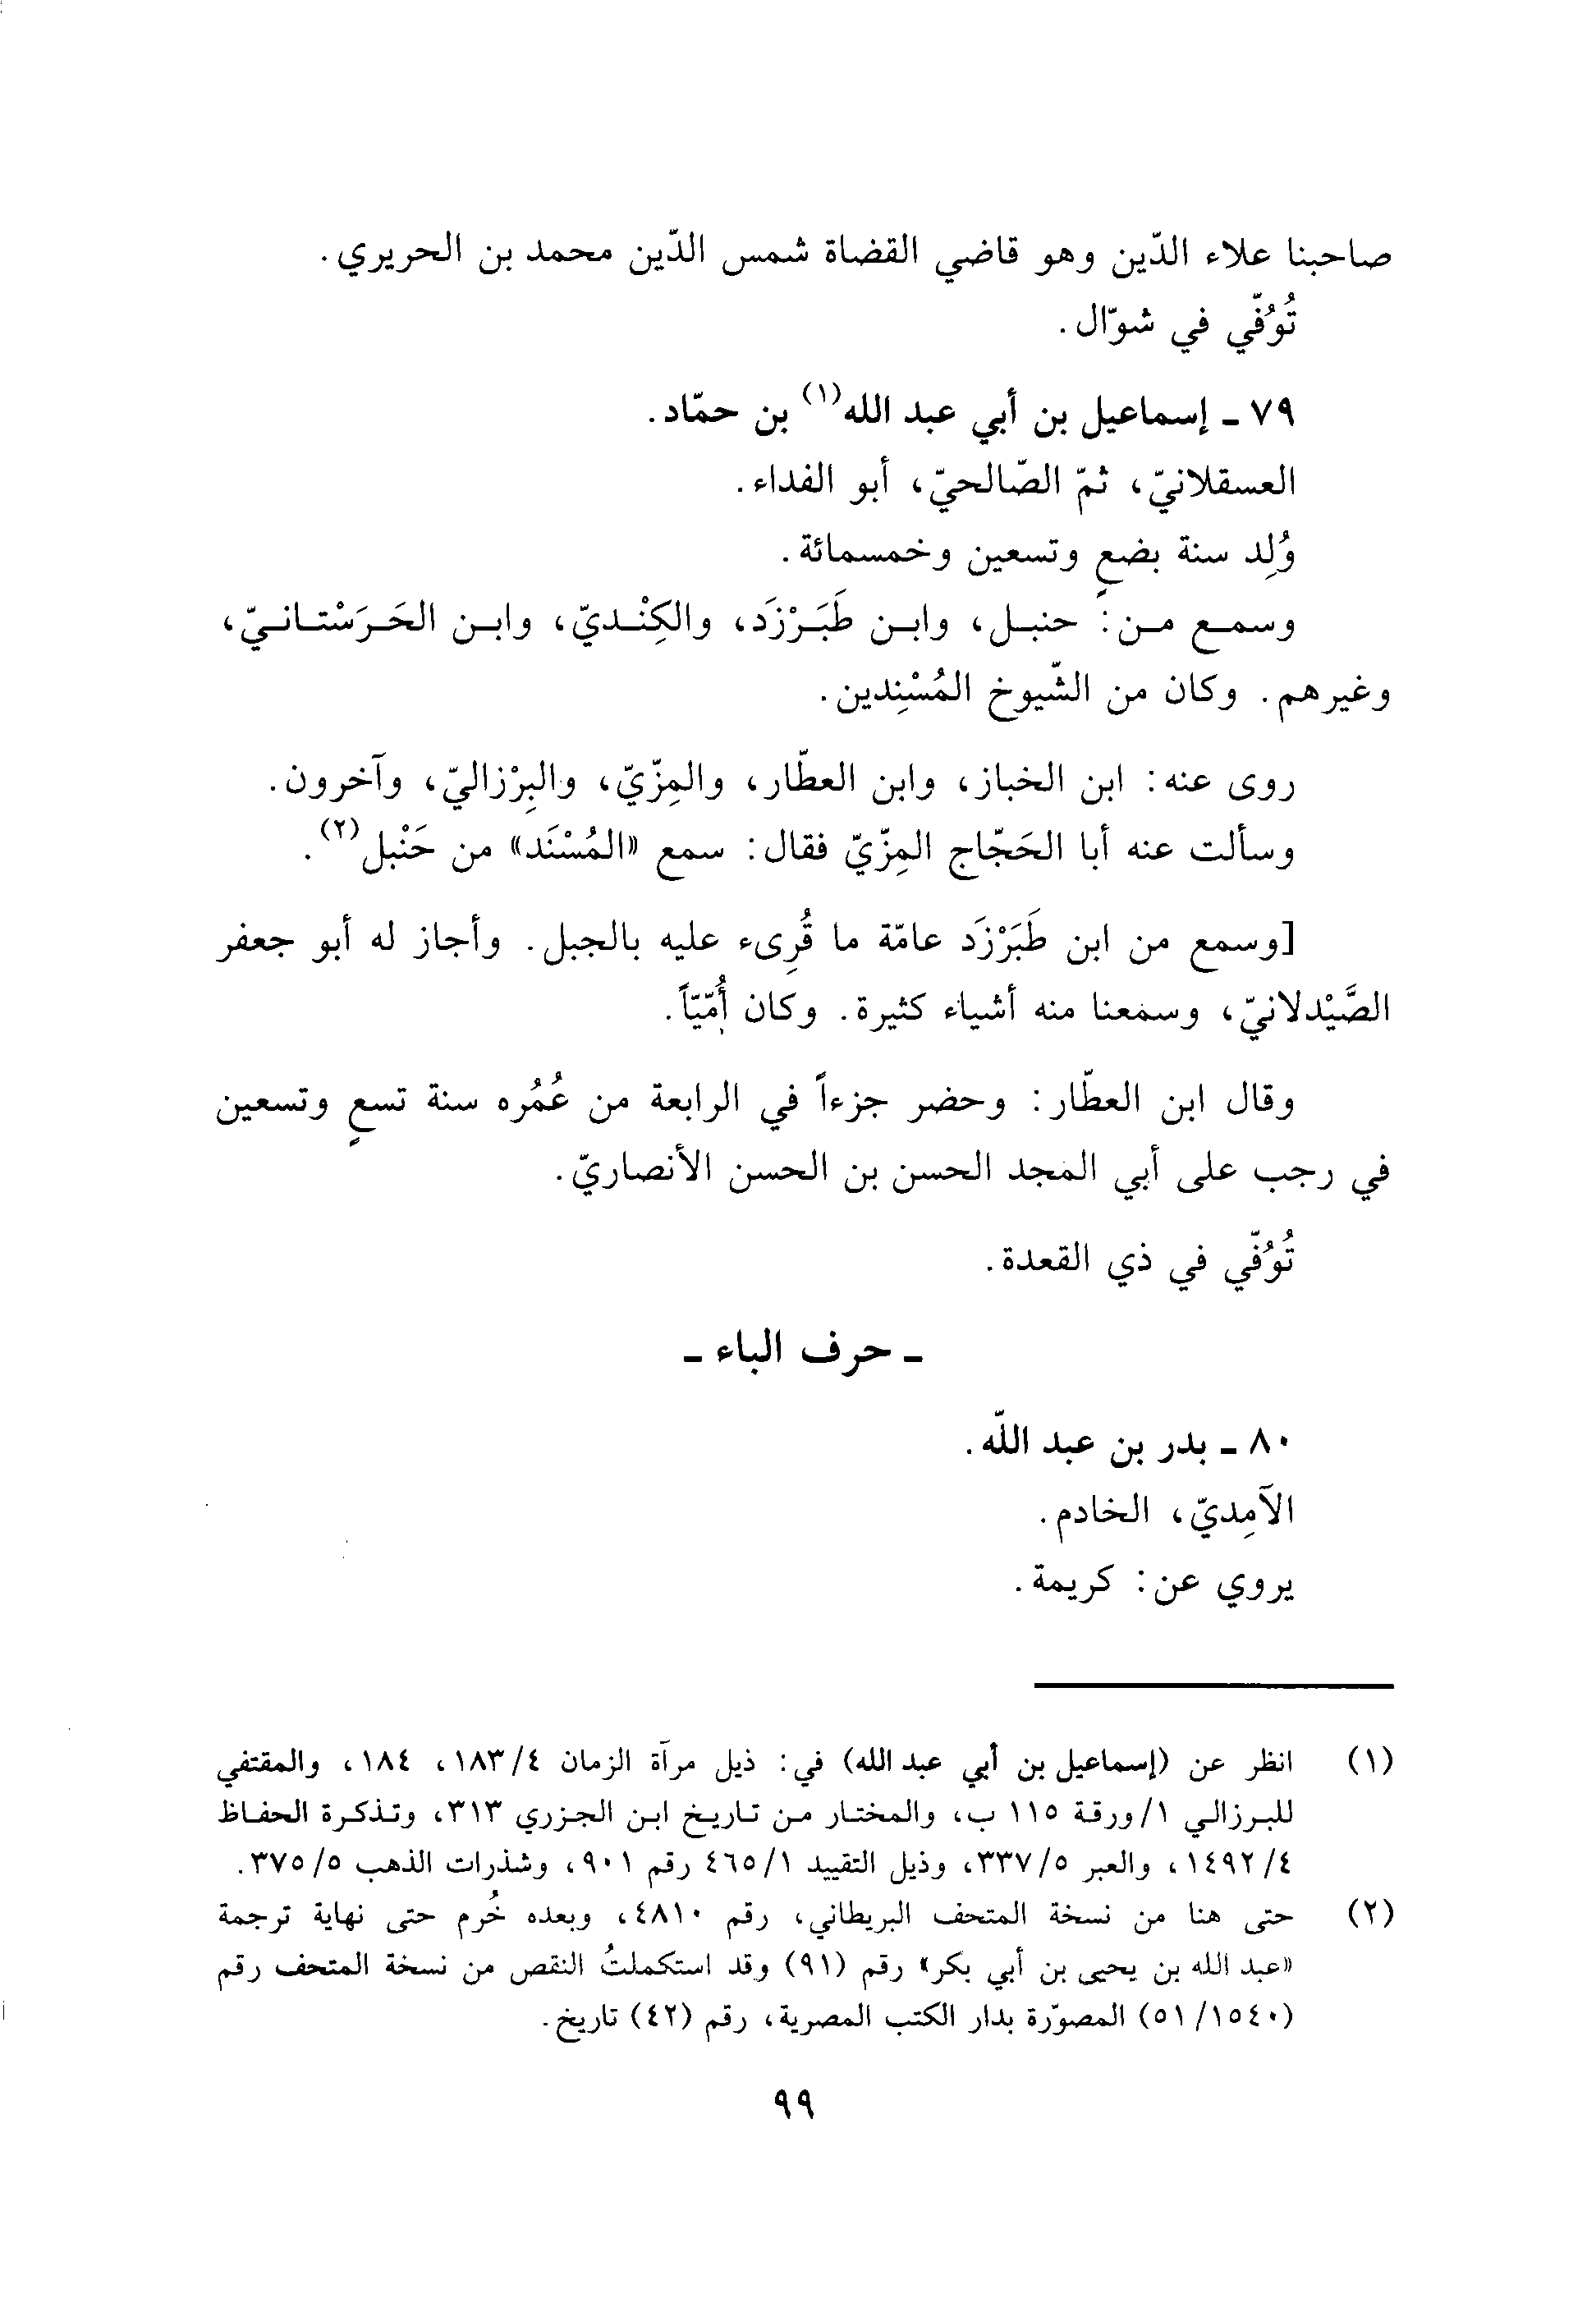 صاحبنا علاء الدّين وهو قاضي القضاة شمس الدّين محمد بن الحريري.
تُوُفّي في شوّال.
٧٩ - إسماعيل بن أبي عبد الله(١) بن حمّاد.
العسقلانيّ، ثمّ الصّالحيّ، أبو الفداء.
وُلِد سنة بضعٍ وتسعين وخمسمائة.
وسمع من: حنبل، وابن طَبَرْزَد، والكِنْديّ، وابن الحَرَسْتانيّ،
وغيرهم. وكان من الشّيوخ المُسْنِدين.
روى عنه: ابن الخباز، وابن العطّار، والمِزّيّ، والبِرْزاليّ، وآخرون.
وسألت عنه أبا الحَجّاج المِزّيّ فقال: سمع «المُسْنَد» من حَنْبل(٢).
[وسمع من ابن طَبَرْزَد عامّة ما قُرِىء عليه بالجبل. وأجاز له أبو جعفر
الصَّيْدلانيّ، وسمعنا منه أشياء كثيرة. وكان أُمّيّاً.
وقال ابن العطّار: وحضر جزءاً في الرابعة من عُمُره سنة تسعٍ وتسعين
في رجب على أبي المجد الحسن بن الحسن الأنصاريّ.
تُوُفّي في ذي القعدة.
- حرف الباء -
٨٠ - بدر بن عبد اللّه.
الآمِديّ، الخادم.
يروي عن: كريمة.
(١) انظر عن (إسماعيل بن أبي عبد الله) في: ذيل مرآة الزمان ٤/١٨٣، ١٨٤، والمقتفي
للبرزالي ١/ورقة ١١٥ ب، والمختار من تاريخ ابن الجزري ٣١٣، وتذكرة الحفاظ
٤/١٤٩٢، والعبر ٥/٣٣٧، وذيل التقييد ١/٤٦٥ رقم ٩٠١، وشذرات الذهب ٥/٣٧٥.
(٢) حتى هنا من نسخة المتحف البريطاني، رقم ٤٨١٠، وبعده خُرم حتى نهاية ترجمة
«عبد الله بن يحيى بن أبي بكر» رقم (٩١) وقد استكملتُ النقص من نسخة المتحف رقم
(٥١/١٥٤٠) المصوّرة بدار الكتب المصرية، رقم (٤٢) تاريخ.
٩٩